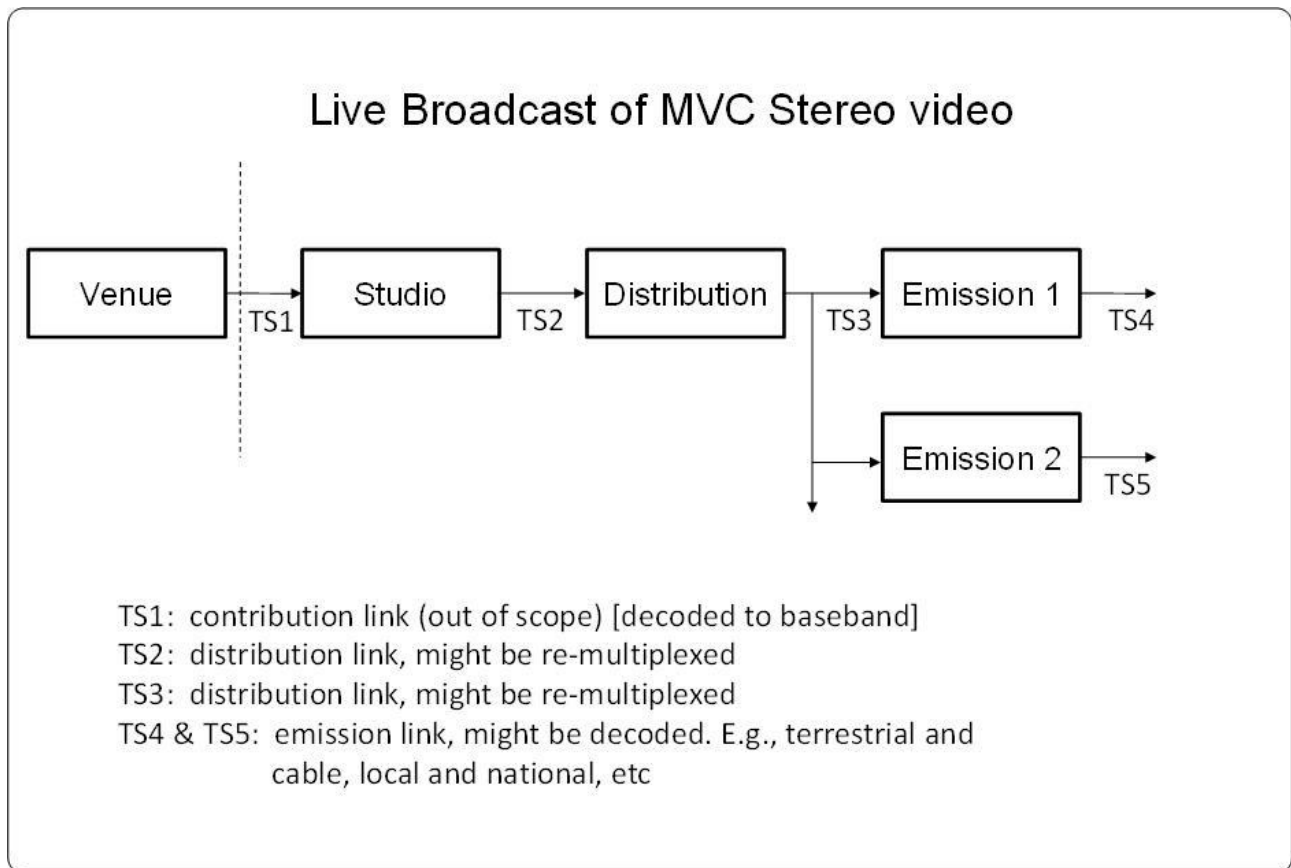 Live Broadcast of MVC Stereo video
Venue
TS1
Studio
TS2
Distribution
TS3
Emission 1
TS4
Emission 2
TS5
TS1: contribution link (out of scope) [decoded to baseband]
TS2: distribution link, might be re-multiplexed
TS3: distribution link, might be re-multiplexed
TS4 & TS5: emission link, might be decoded. E.g., terrestrial and
cable, local and national, etc